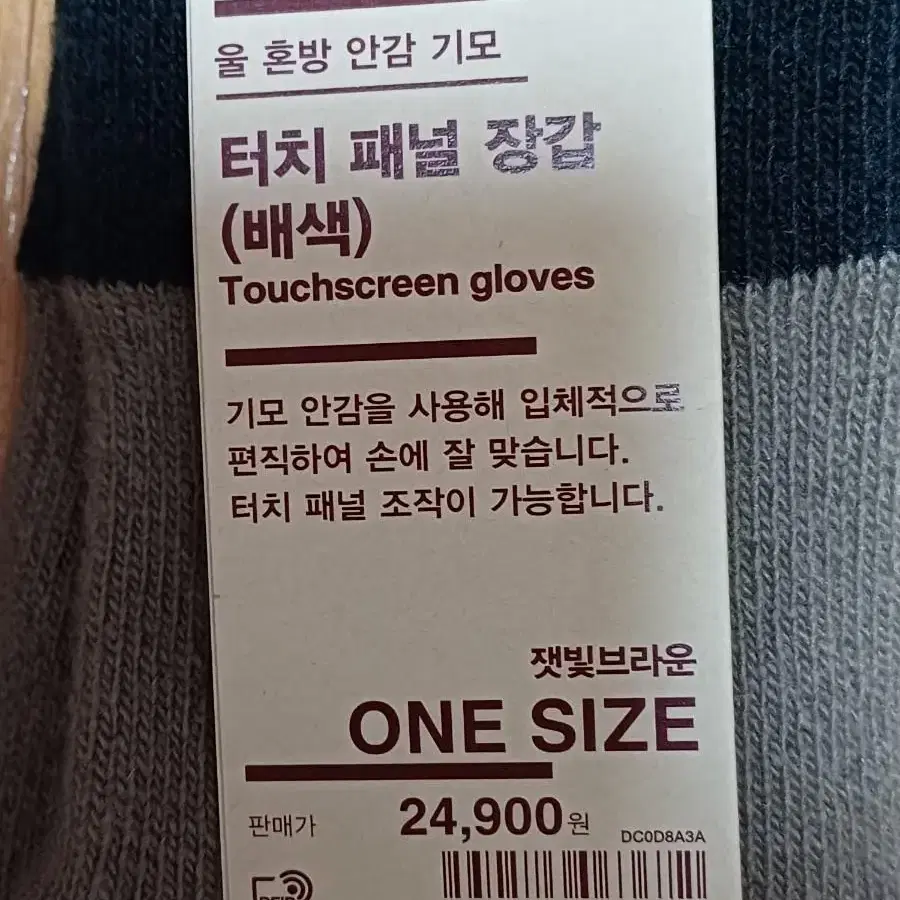 울 혼방 안감 기모
터치 패널 장갑
(배색)
Touchscreen gloves
기모 안감을 사용해 입체적으로
편직하여 손에 잘 맞습니다.
터치 패널 조작이 가능합니다.
잿빛브라운
ONE SIZE
판매가 24,900원
DC0D8A3A